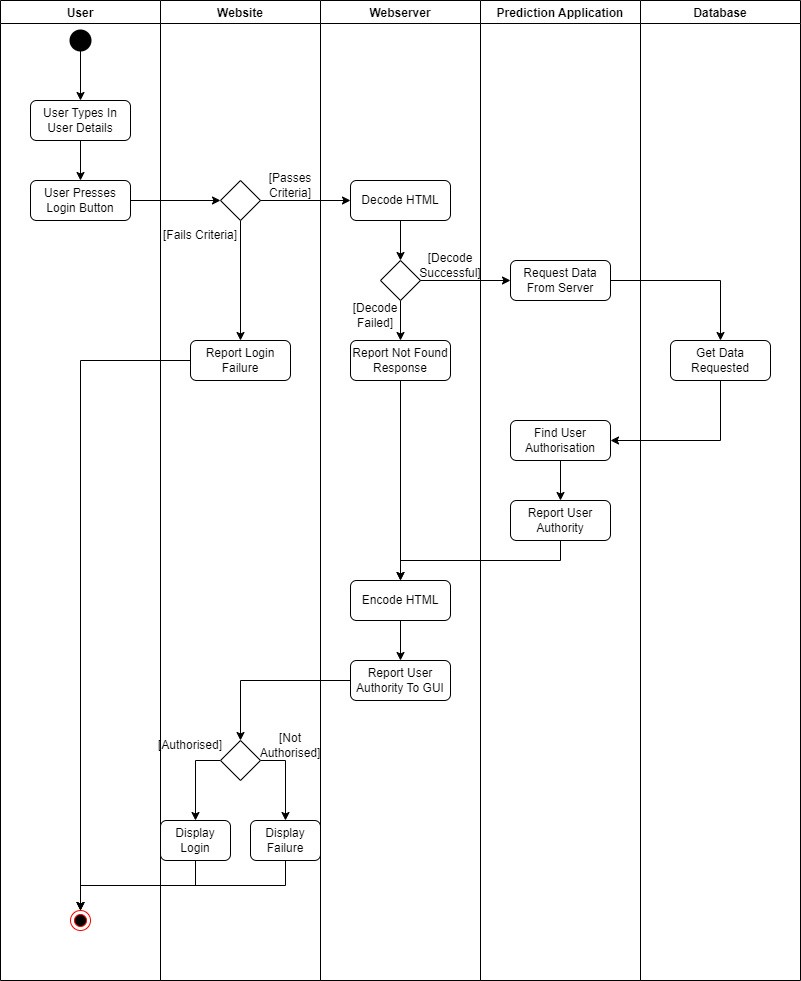 User
Website
Webserver
Prediction Application
Database
User Types In
User Details
User Presses
Login Button
[Passes
Criteria]
Decode HTML
[Fails Criteria]
[Decode
Successful]
Request Data
From Server
[Decode
Failed]
Report Login
Failure
Report Not Found
Response
Get Data
Requested
Find User
Authorisation
Report User
Authority
Encode HTML
Report User
Authority To GUI
[Authorised]
[Not
Authorised]
Display
Login
Display
Failure